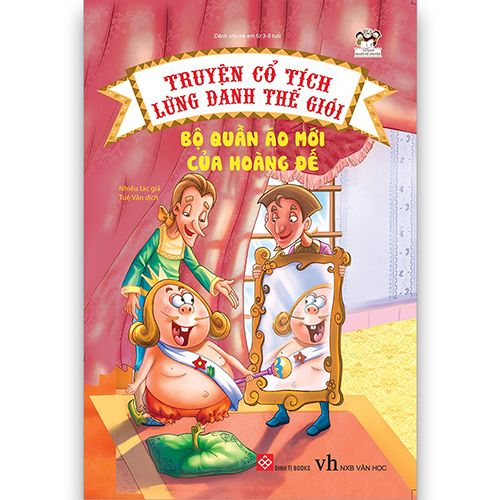 Dành cho trẻ em từ 3-8 tuổi
TRUYỆN CỔ TÍCH
LỪNG DANH THẾ GIỚI
BỘ QUẦN ÁO MỚI
CỦA HOÀNG ĐẾ
Nhiều tác giả
Tuệ Văn dịch
ĐINH TỊ BOOKS
vh NXB VĂN HỌC